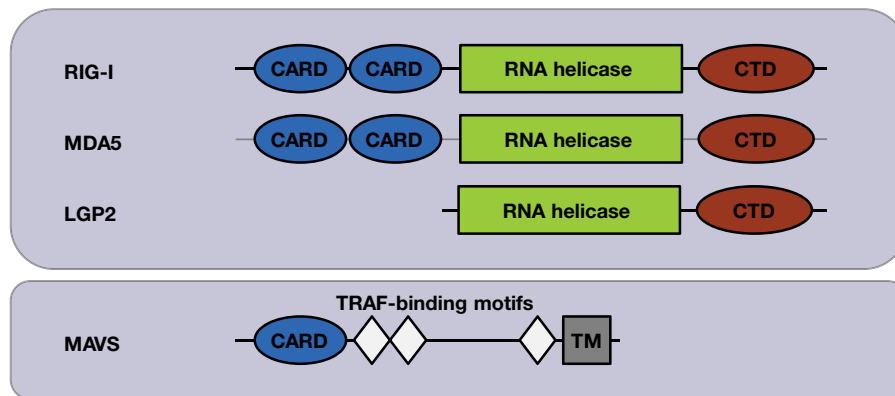 RIG-I CARD CARD RNA helicase CTD
MDA5 CARD CARD RNA helicase CTD
LGP2 RNA helicase CTD
TRAF-binding motifs
MAVS CARD TM